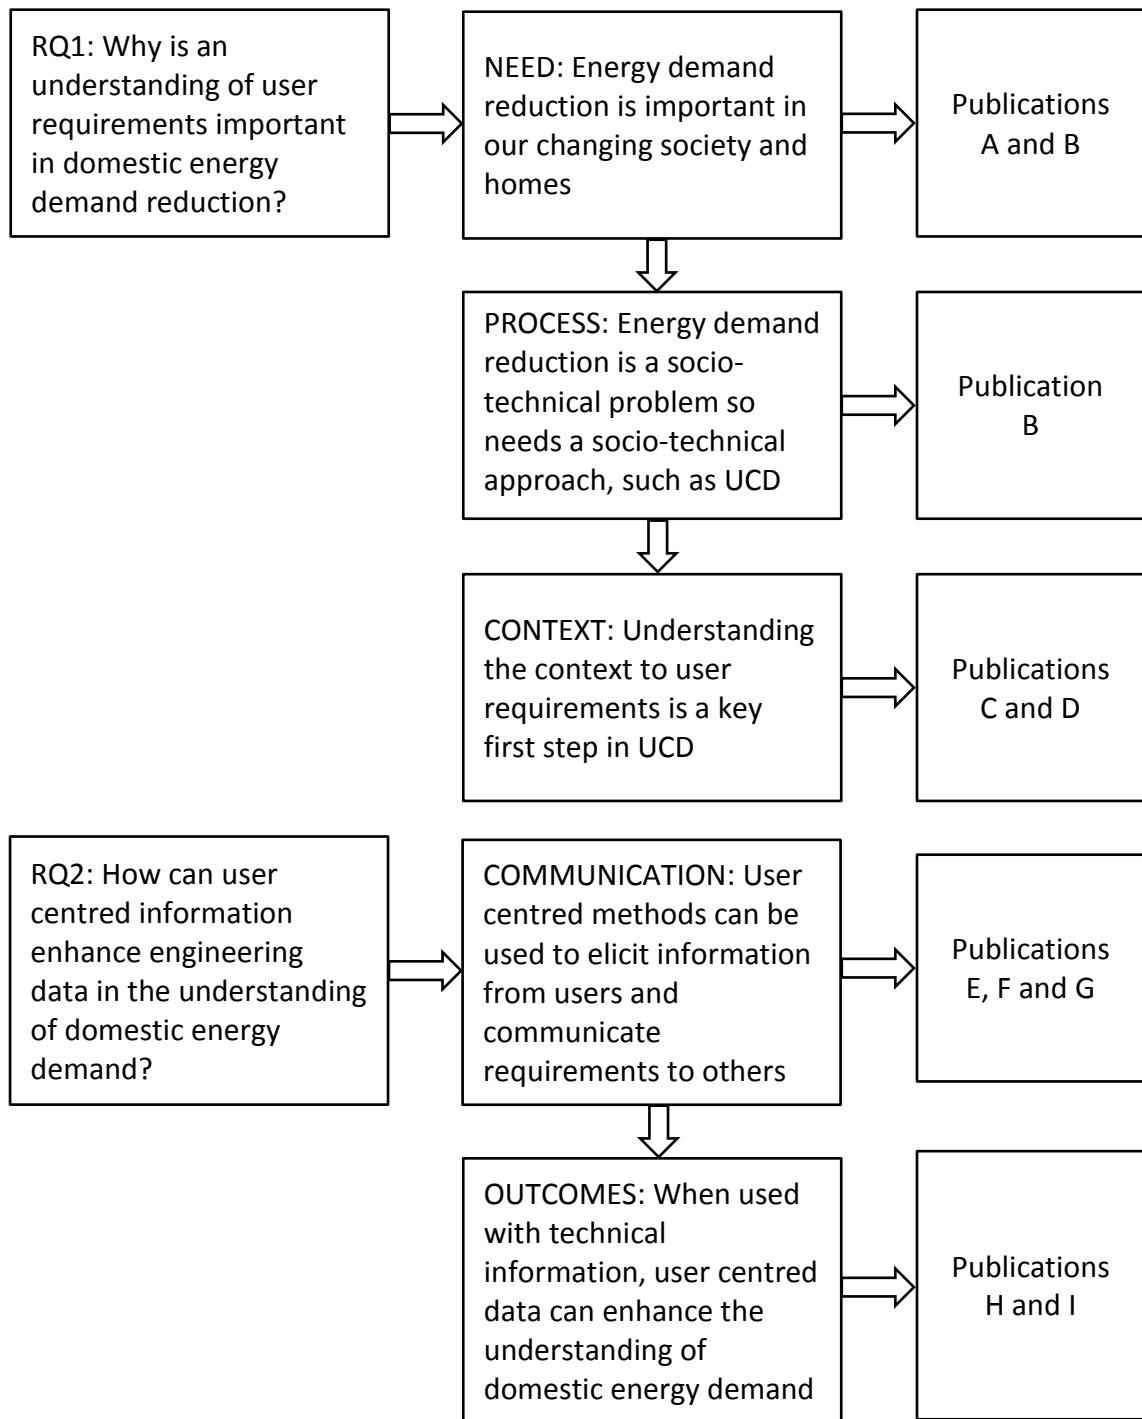 RQ1: Why is an
understanding of user
requirements important
in domestic energy
demand reduction?
NEED: Energy demand
reduction is important in
our changing society and
homes
Publications
A and B
PROCESS: Energy demand
reduction is a socio-
technical problem so
needs a socio-technical
approach, such as UCD
Publication
B
CONTEXT: Understanding
the context to user
requirements is a key
first step in UCD
Publications
C and D
RQ2: How can user
centred information
enhance engineering
data in the understanding
of domestic energy
demand?
COMMUNICATION: User
centred methods can be
used to elicit information
from users and
communicate
requirements to others
Publications
E, F and G
OUTCOMES: When used
with technical
information, user centred
data can enhance the
understanding of
domestic energy demand
Publications
H and I